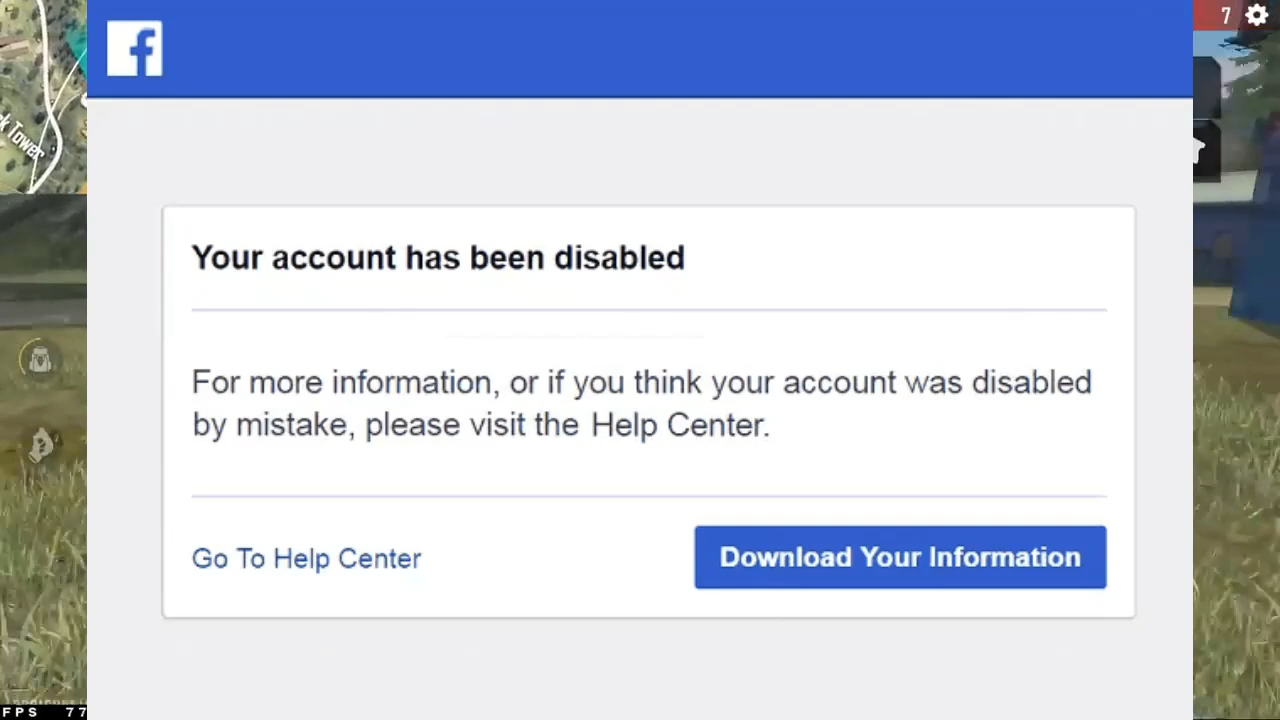 7
k Tower
Your account has been disabled
For more information, or if you think your account was disabled
by mistake, please visit the Help Center.
Go To Help Center
Download Your Information
FPS 77